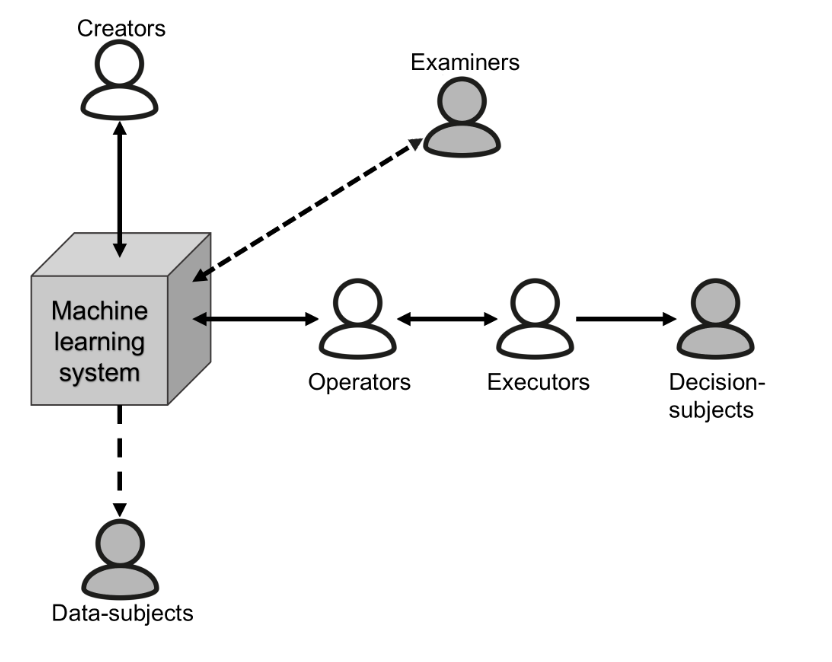 Creators
Examiners
Machine
learning
system
Operators
Executors
Decision-
subjects
Data-subjects